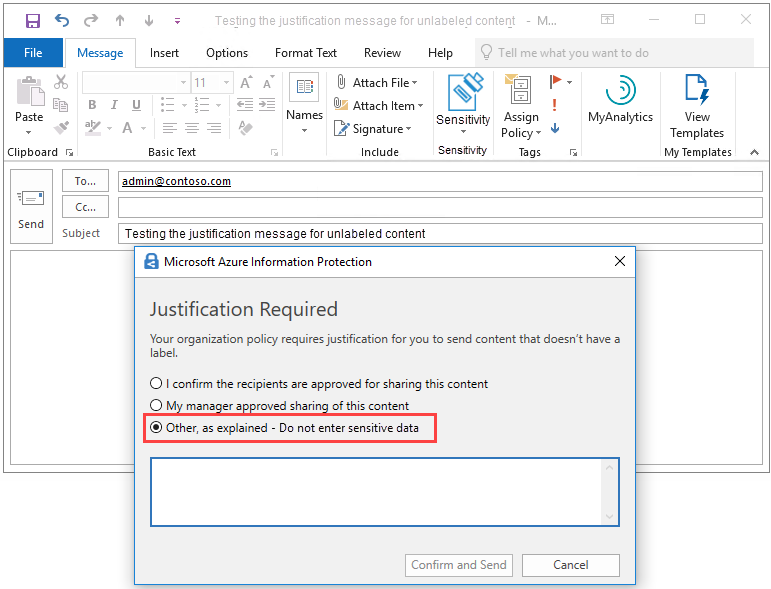 Testing the justification message for unlabeled content - M...
File Message Insert Options Format Text Review Help Tell me what you want to do
Paste
11
A A
B I U
ab A
Names
Attach File
Attach Item
Signature
Sensitivity
Assign
Policy
MyAnalytics
View
Templates
Clipboard Basic Text Include Sensitivity Tags My Templates
Send
To... admin@contoso.com
Cc...
Subject Testing the justification message for unlabeled content
Microsoft Azure Information Protection
Justification Required
Your organization policy requires justification for you to send content that doesn't have a
label.
I confirm the recipients are approved for sharing this content
My manager approved sharing of this content
Other, as explained - Do not enter sensitive data
Confirm and Send Cancel